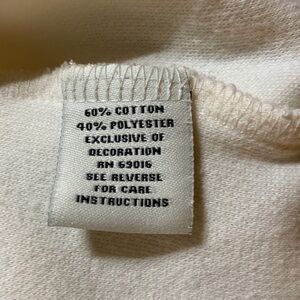 60% COTTON
40% POLYESTER
EXCLUSIVE OF
DECORATION
RN 69016
SEE REVERSE
FOR CARE
INSTRUCTIONS